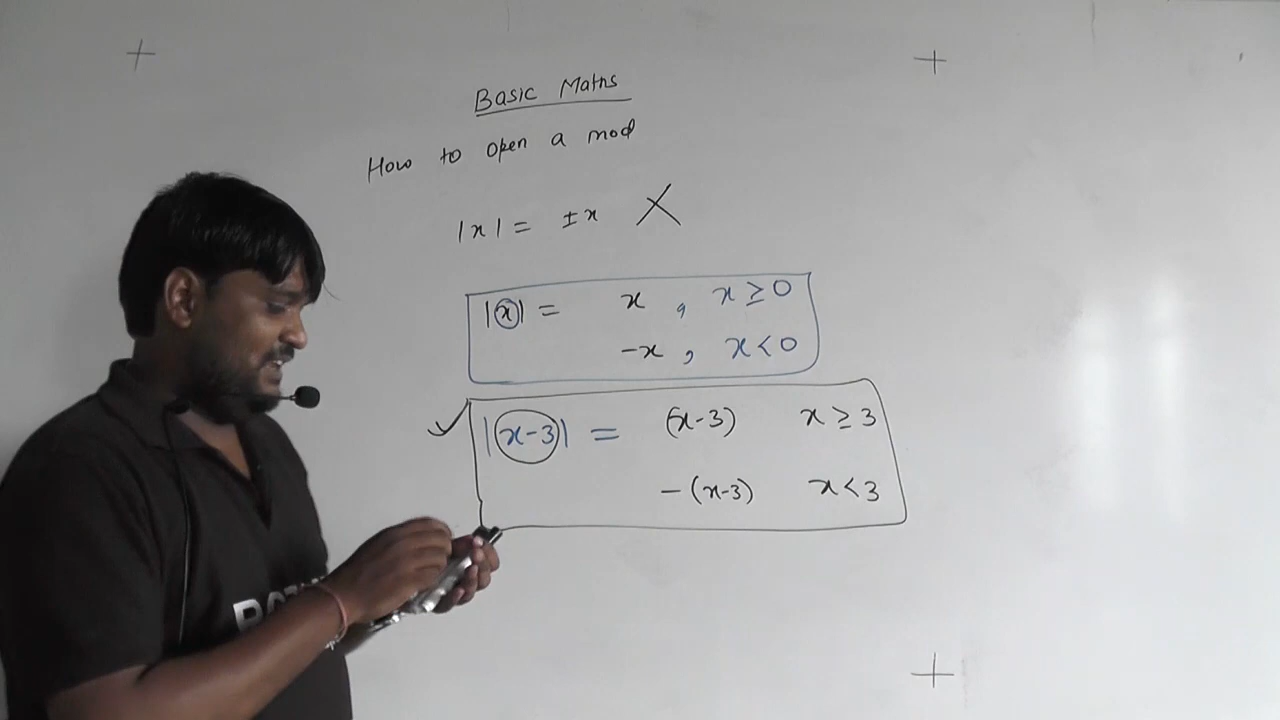 Basic Maths
How to open a mod
|x| = ±x
|x| = x , x ≥ 0
-x , x < 0
|(x-3)| = (x-3) x ≥ 3
-(x-3) x < 3